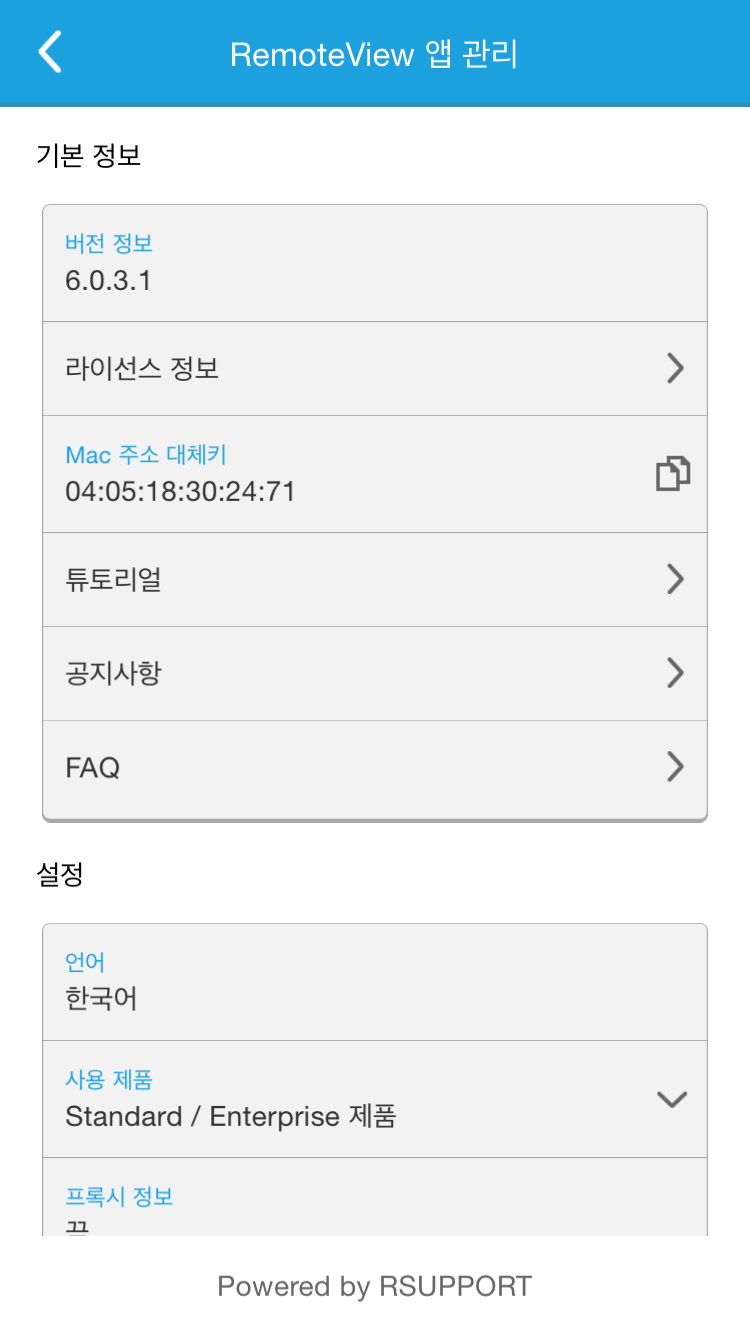 RemoteView 앱 관리
기본 정보
버전 정보
6.0.3.1
라이선스 정보
Mac 주소 대체키
04:05:18:30:24:71
튜토리얼
공지사항
FAQ
설정
언어
한국어
사용 제품
Standard / Enterprise 제품
프록시 정보
Powered by RSUPPORT